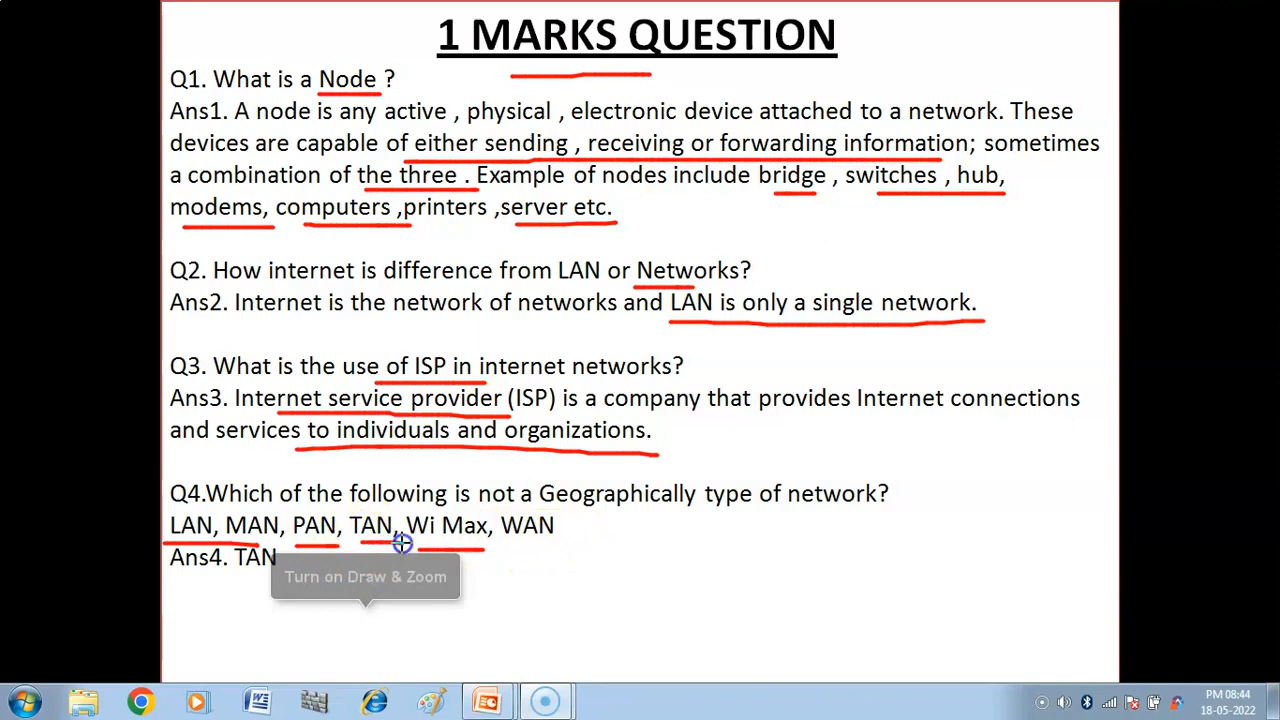 1 MARKS QUESTION
Q1. What is a Node ?
Ans1. A node is any active , physical , electronic device attached to a network. These
devices are capable of either sending , receiving or forwarding information; sometimes
a combination of the three . Example of nodes include bridge , switches , hub,
modems, computers ,printers ,server etc.
Q2. How internet is difference from LAN or Networks?
Ans2. Internet is the network of networks and LAN is only a single network.
Q3. What is the use of ISP in internet networks?
Ans3. Internet service provider (ISP) is a company that provides Internet connections
and services to individuals and organizations.
Q4.Which of the following is not a Geographically type of network?
LAN, MAN, PAN, TAN, Wi Max, WAN
Ans4. TAN
Turn on Draw & Zoom
PM 08:44
18-05-2022